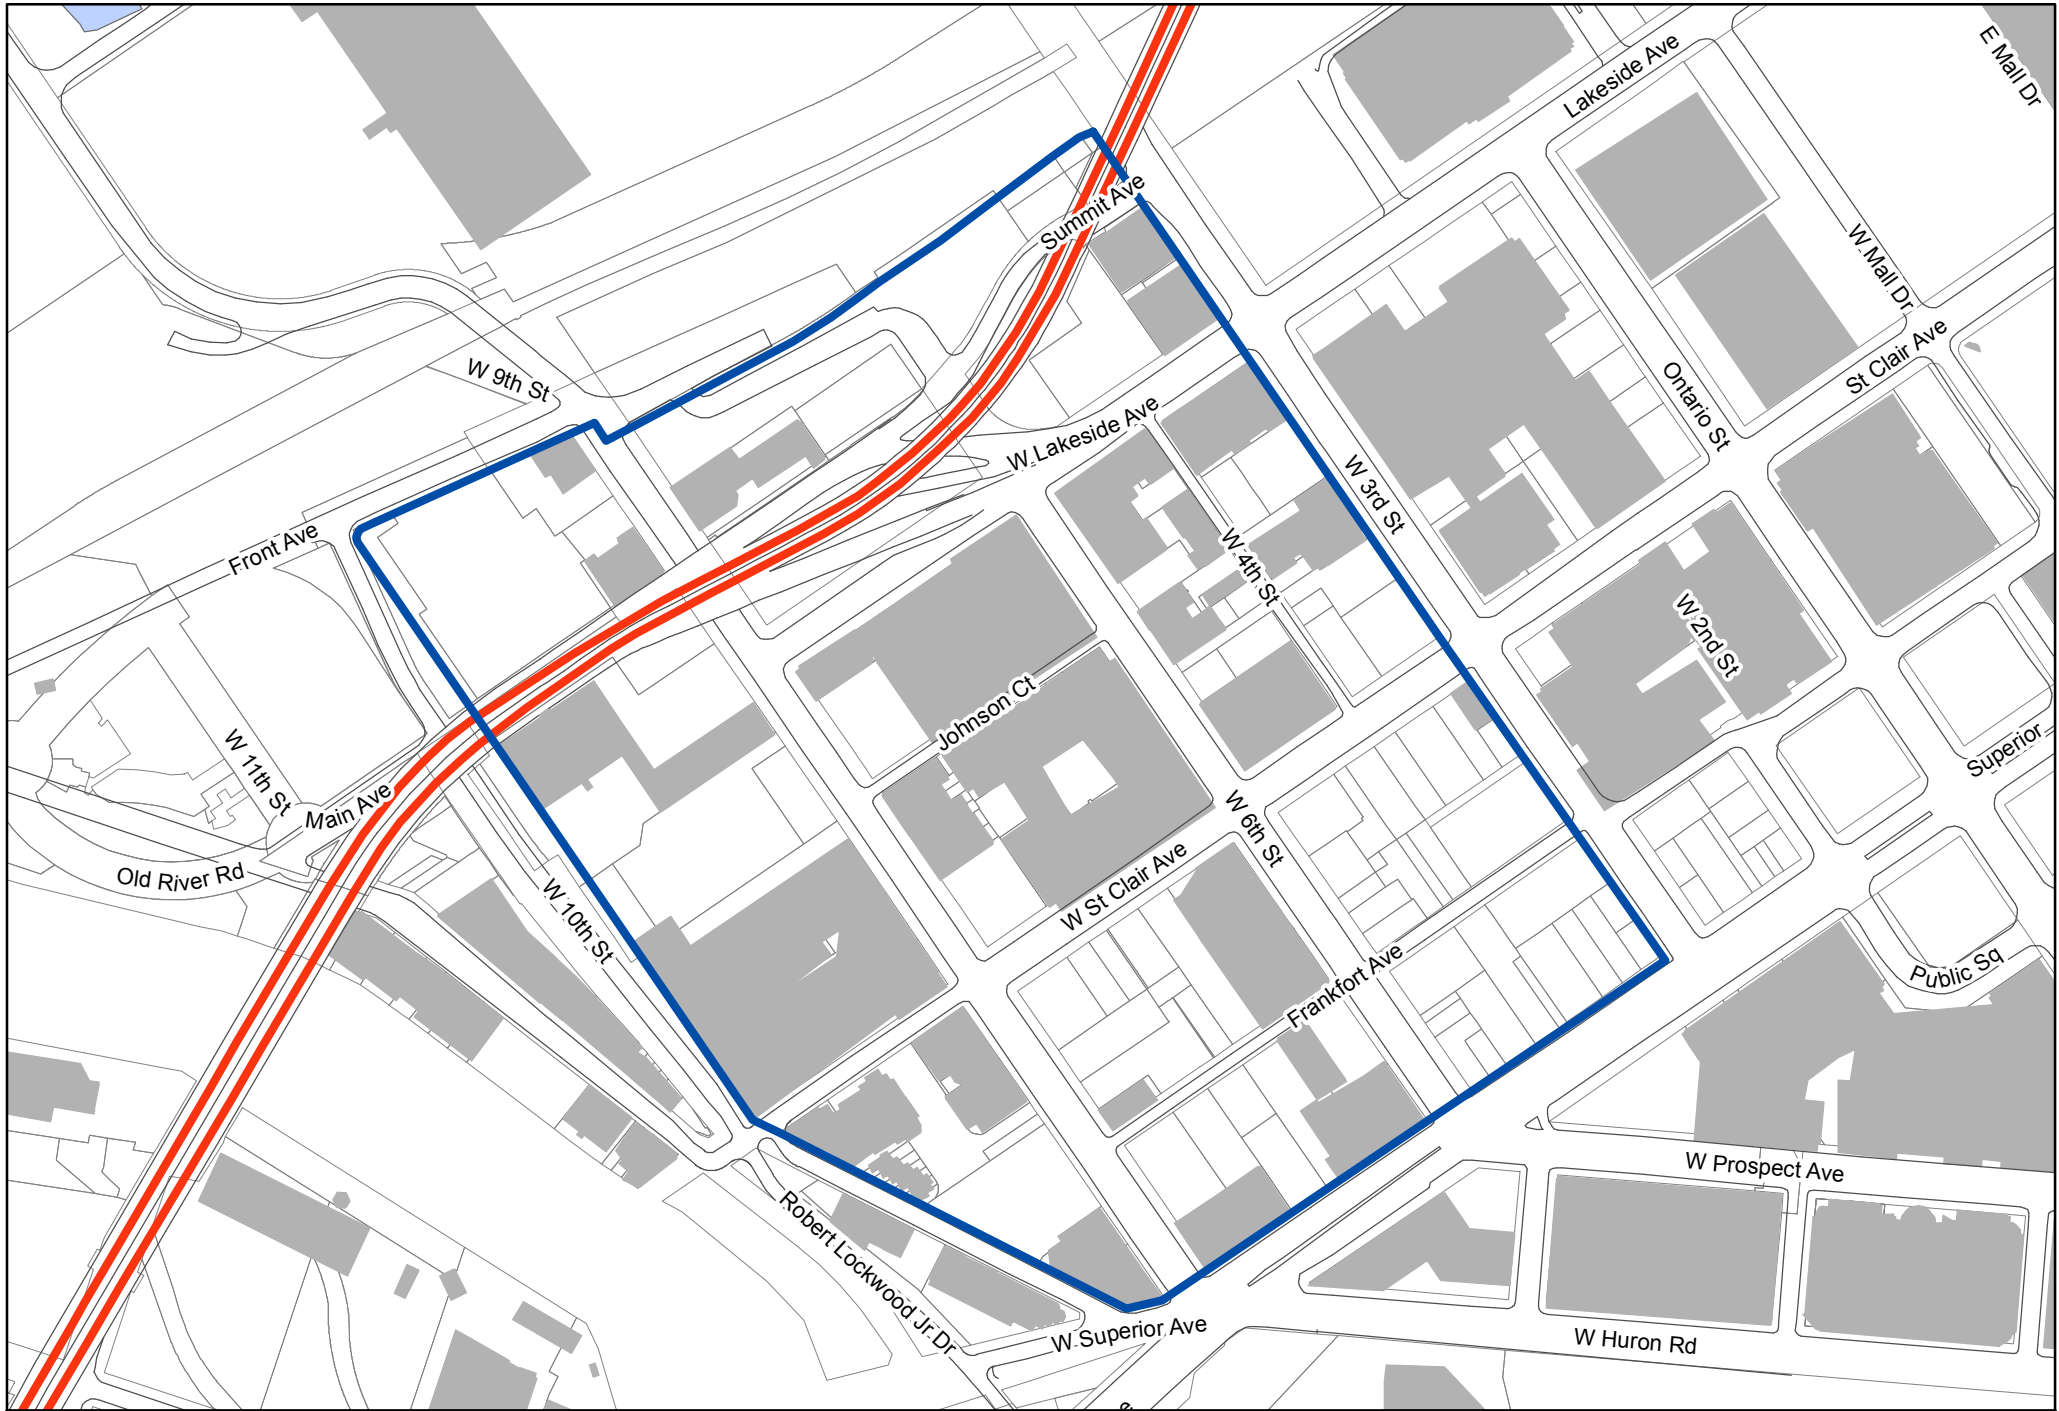 E Mall Dr
Lakeside Ave
Summit Ave
W Mall Dr
St Clair Ave
W 9th St
Ontario St
W Lakeside Ave
W 3rd St
Front Ave
W 4th St
W 2nd St
Johnson Ct
Superior
W 11th St
Main Ave
W 6th St
Old River Rd
W St Clair Ave
W 10th St
Frankfort Ave
Public Sq
W Prospect Ave
Robert Lockwood Jr Dr
W Superior Ave
W Huron Rd